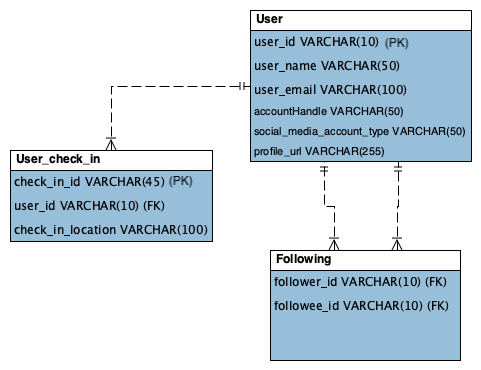 User
user_id VARCHAR(10) (PK)
user_name VARCHAR(50)
user_email VARCHAR(100)
accountHandle VARCHAR(50)
social_media_account_type VARCHAR(50)
profile_url VARCHAR(255)
User_check_in
check_in_id VARCHAR(45) (PK)
user_id VARCHAR(10) (FK)
check_in_location VARCHAR(100)
Following
follower_id VARCHAR(10) (FK)
followee_id VARCHAR(10) (FK)